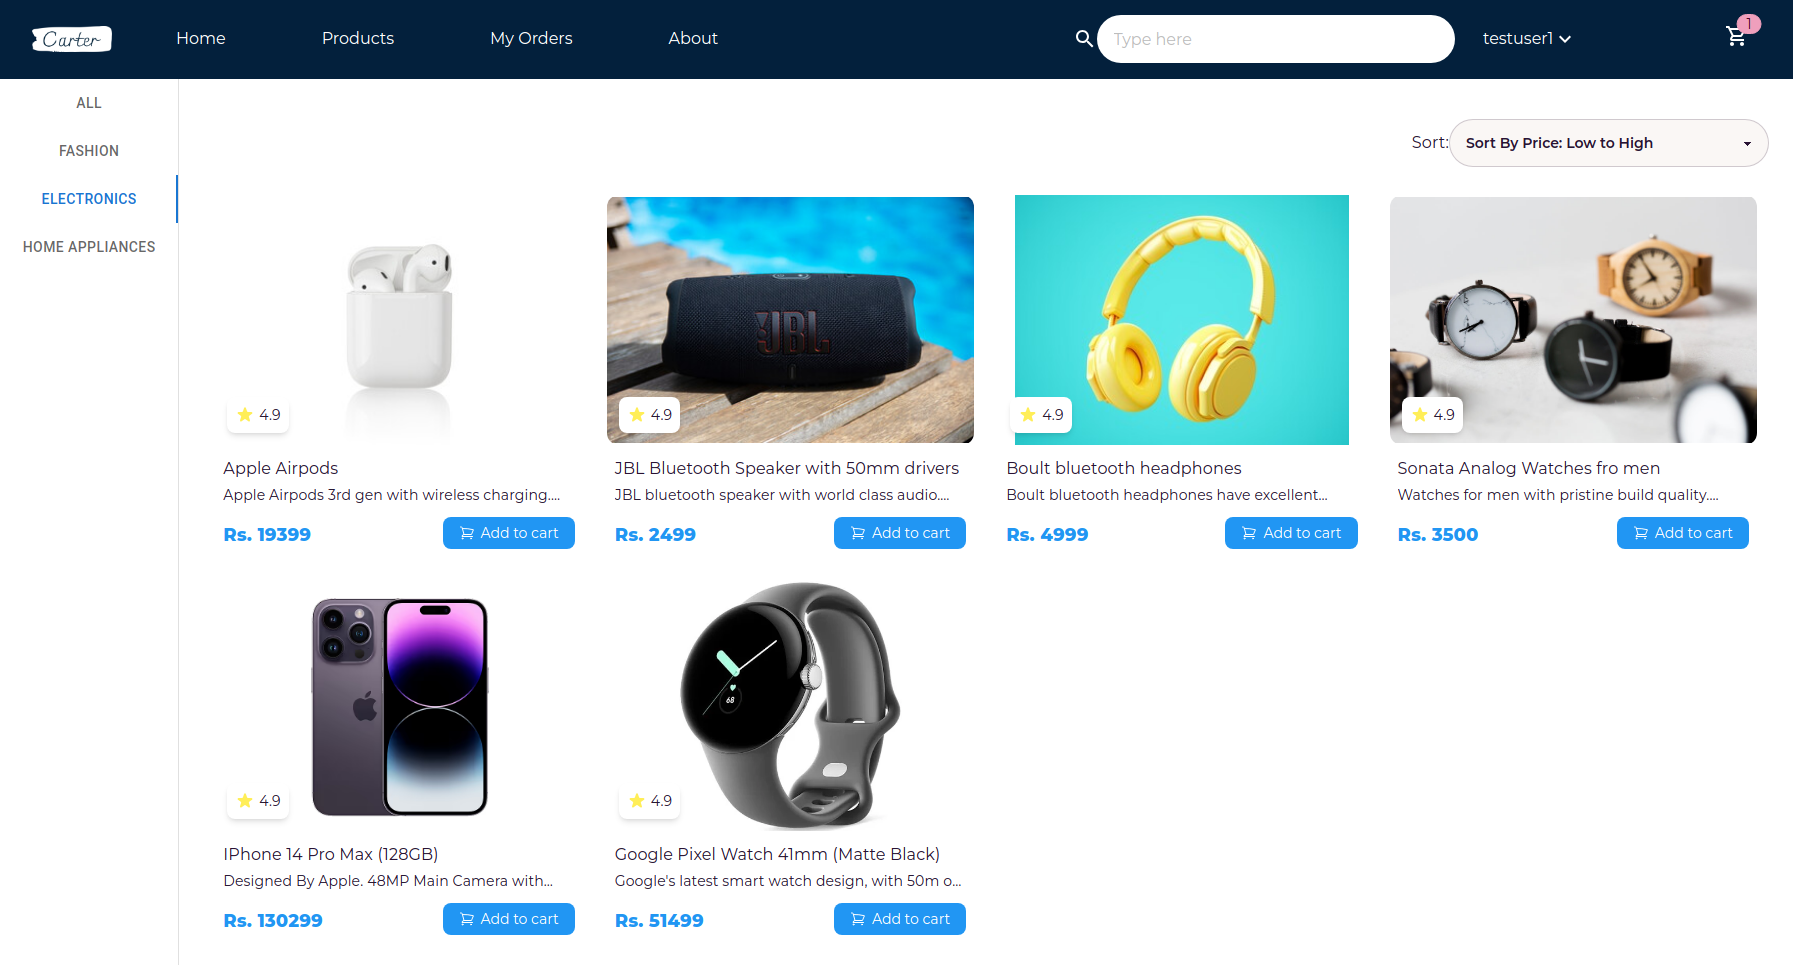 Carter
Home
Products
My Orders
About
Type here
testuser1
1
ALL
FASHION
ELECTRONICS
HOME APPLIANCES
Sort:
Sort By Price: Low to High
4.9
JBL
4.9
4.9
4.9
Apple Airpods
Apple Airpods 3rd gen with wireless charging....
Rs. 19399
Add to cart
JBL Bluetooth Speaker with 50mm drivers
JBL bluetooth speaker with world class audio....
Rs. 2499
Add to cart
Boult bluetooth headphones
Boult bluetooth headphones have excellent...
Rs. 4999
Add to cart
Sonata Analog Watches fro men
Watches for men with pristine build quality....
Rs. 3500
Add to cart
4.9
68
4.9
IPhone 14 Pro Max (128GB)
Designed By Apple. 48MP Main Camera with...
Rs. 130299
Add to cart
Google Pixel Watch 41mm (Matte Black)
Google's latest smart watch design, with 50m o...
Rs. 51499
Add to cart